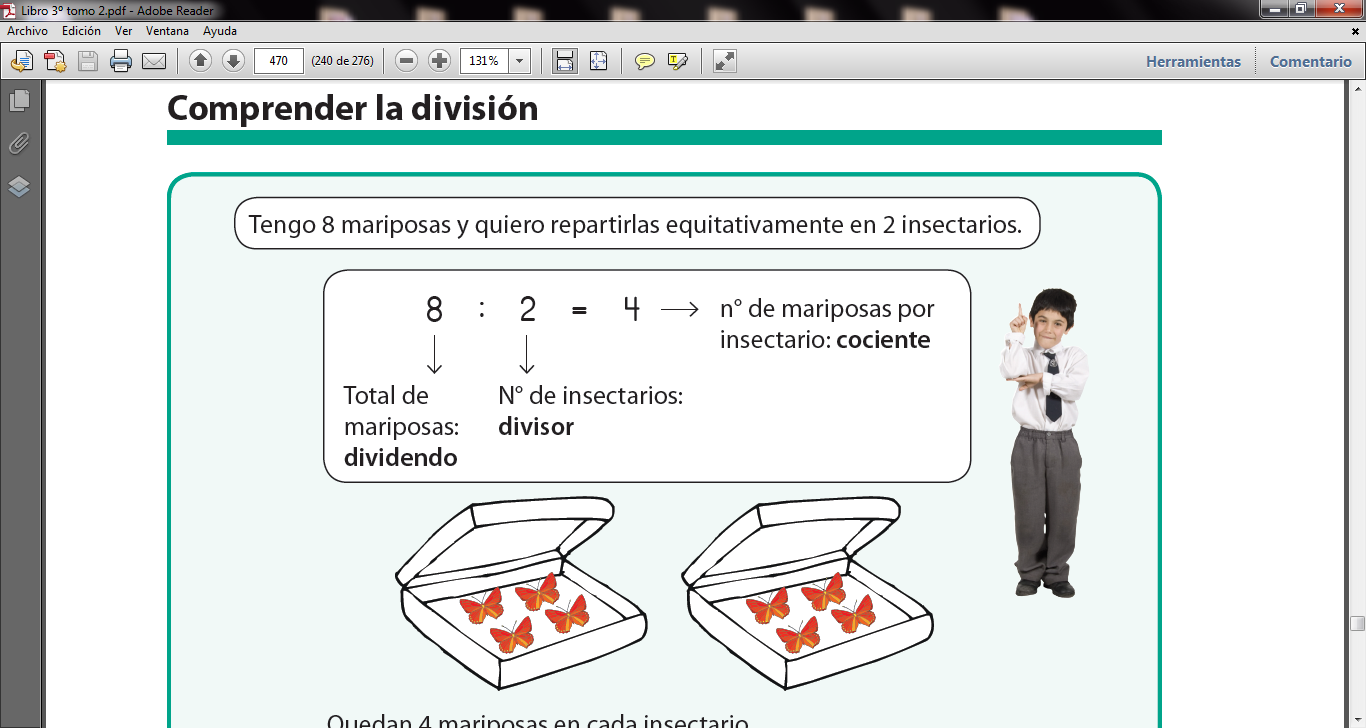 Libro 3º tomo 2.pdf - Adobe Reader
Archivo Edición Ver Ventana Ayuda
470 (240 de 276) 131% Herramientas Comentario
Comprender la división
Tengo 8 mariposas y quiero repartirlas equitativamente en 2 insectarios.
8 : 2 = 4 → n° de mariposas por
insectario: cociente
Total de
mariposas:
dividendo
N° de insectarios:
divisor
Quedan 4 mariposas en cada insectario